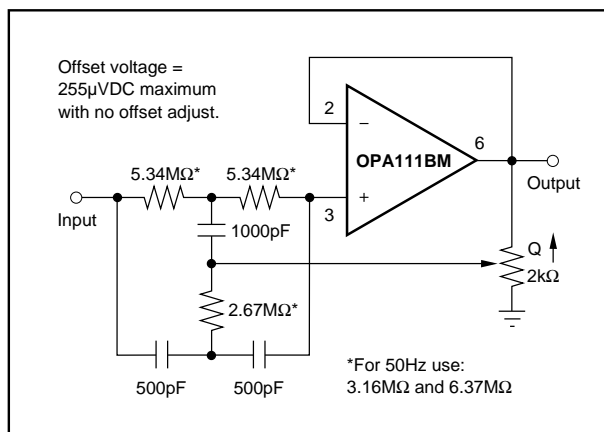 Offset voltage =
255µVDC maximum
with no offset adjust.
2
−
6
OPA111BM
5.34MΩ*
5.34MΩ*
+
3
Output
Input
1000pF
Q
2kΩ
2.67MΩ*
500pF
500pF
*For 50Hz use:
3.16MΩ and 6.37MΩ